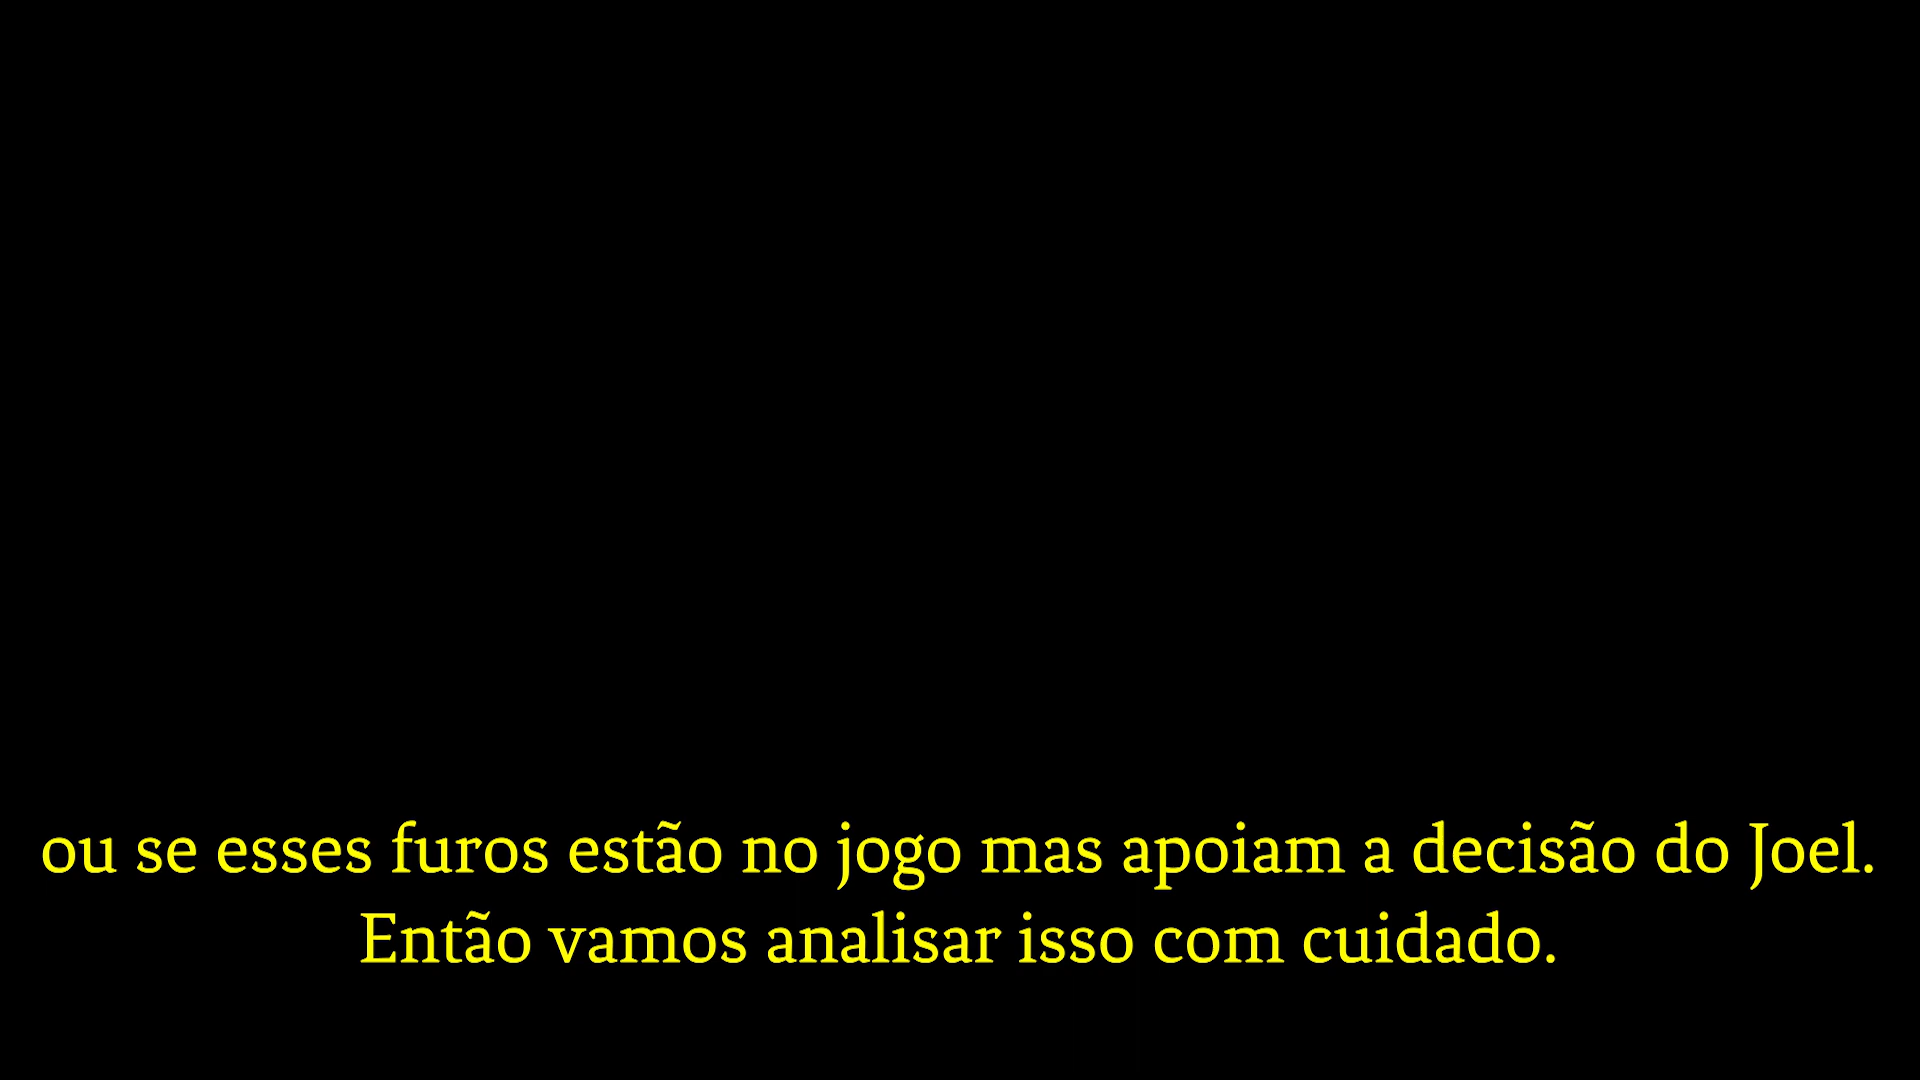 ou se esses furos estão no jogo mas apoiam a decisão do Joel.
Então vamos analisar isso com cuidado.